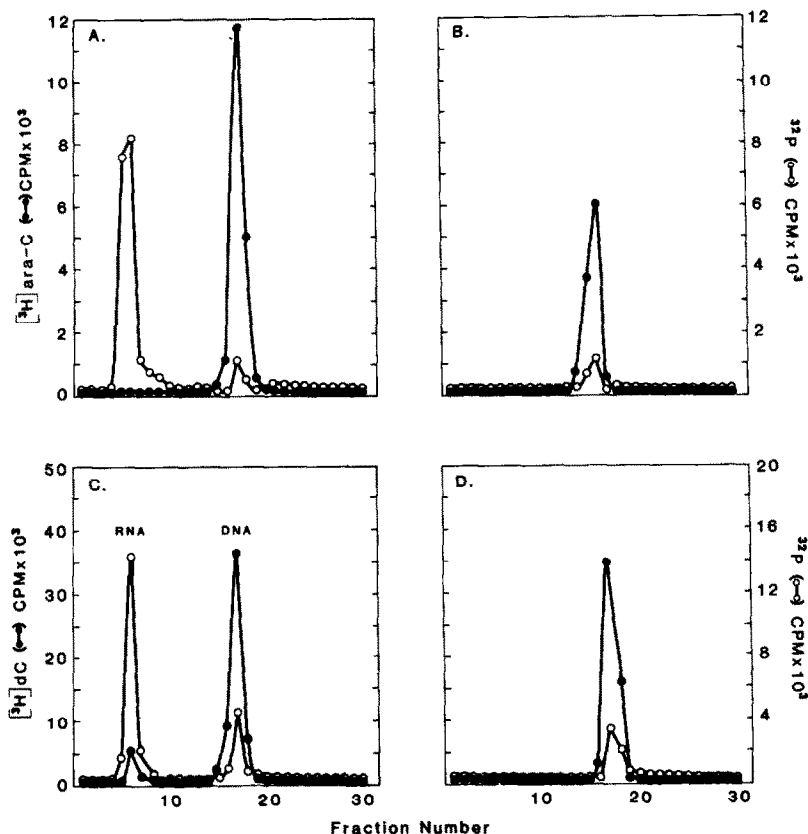 A.
B.
12
10
8
6
4
2
0
[³H]ara-C (●-●) CPM×10³
12
10
8
6
4
2
0
³²P (○-○) CPM×10³
C.
D.
RNA
DNA
50
40
30
20
10
0
[³H]dC (●-●) CPM×10³
20
16
12
8
4
³²P (○-○) CPM×10³
10
20
30
10
20
30
Fraction Number